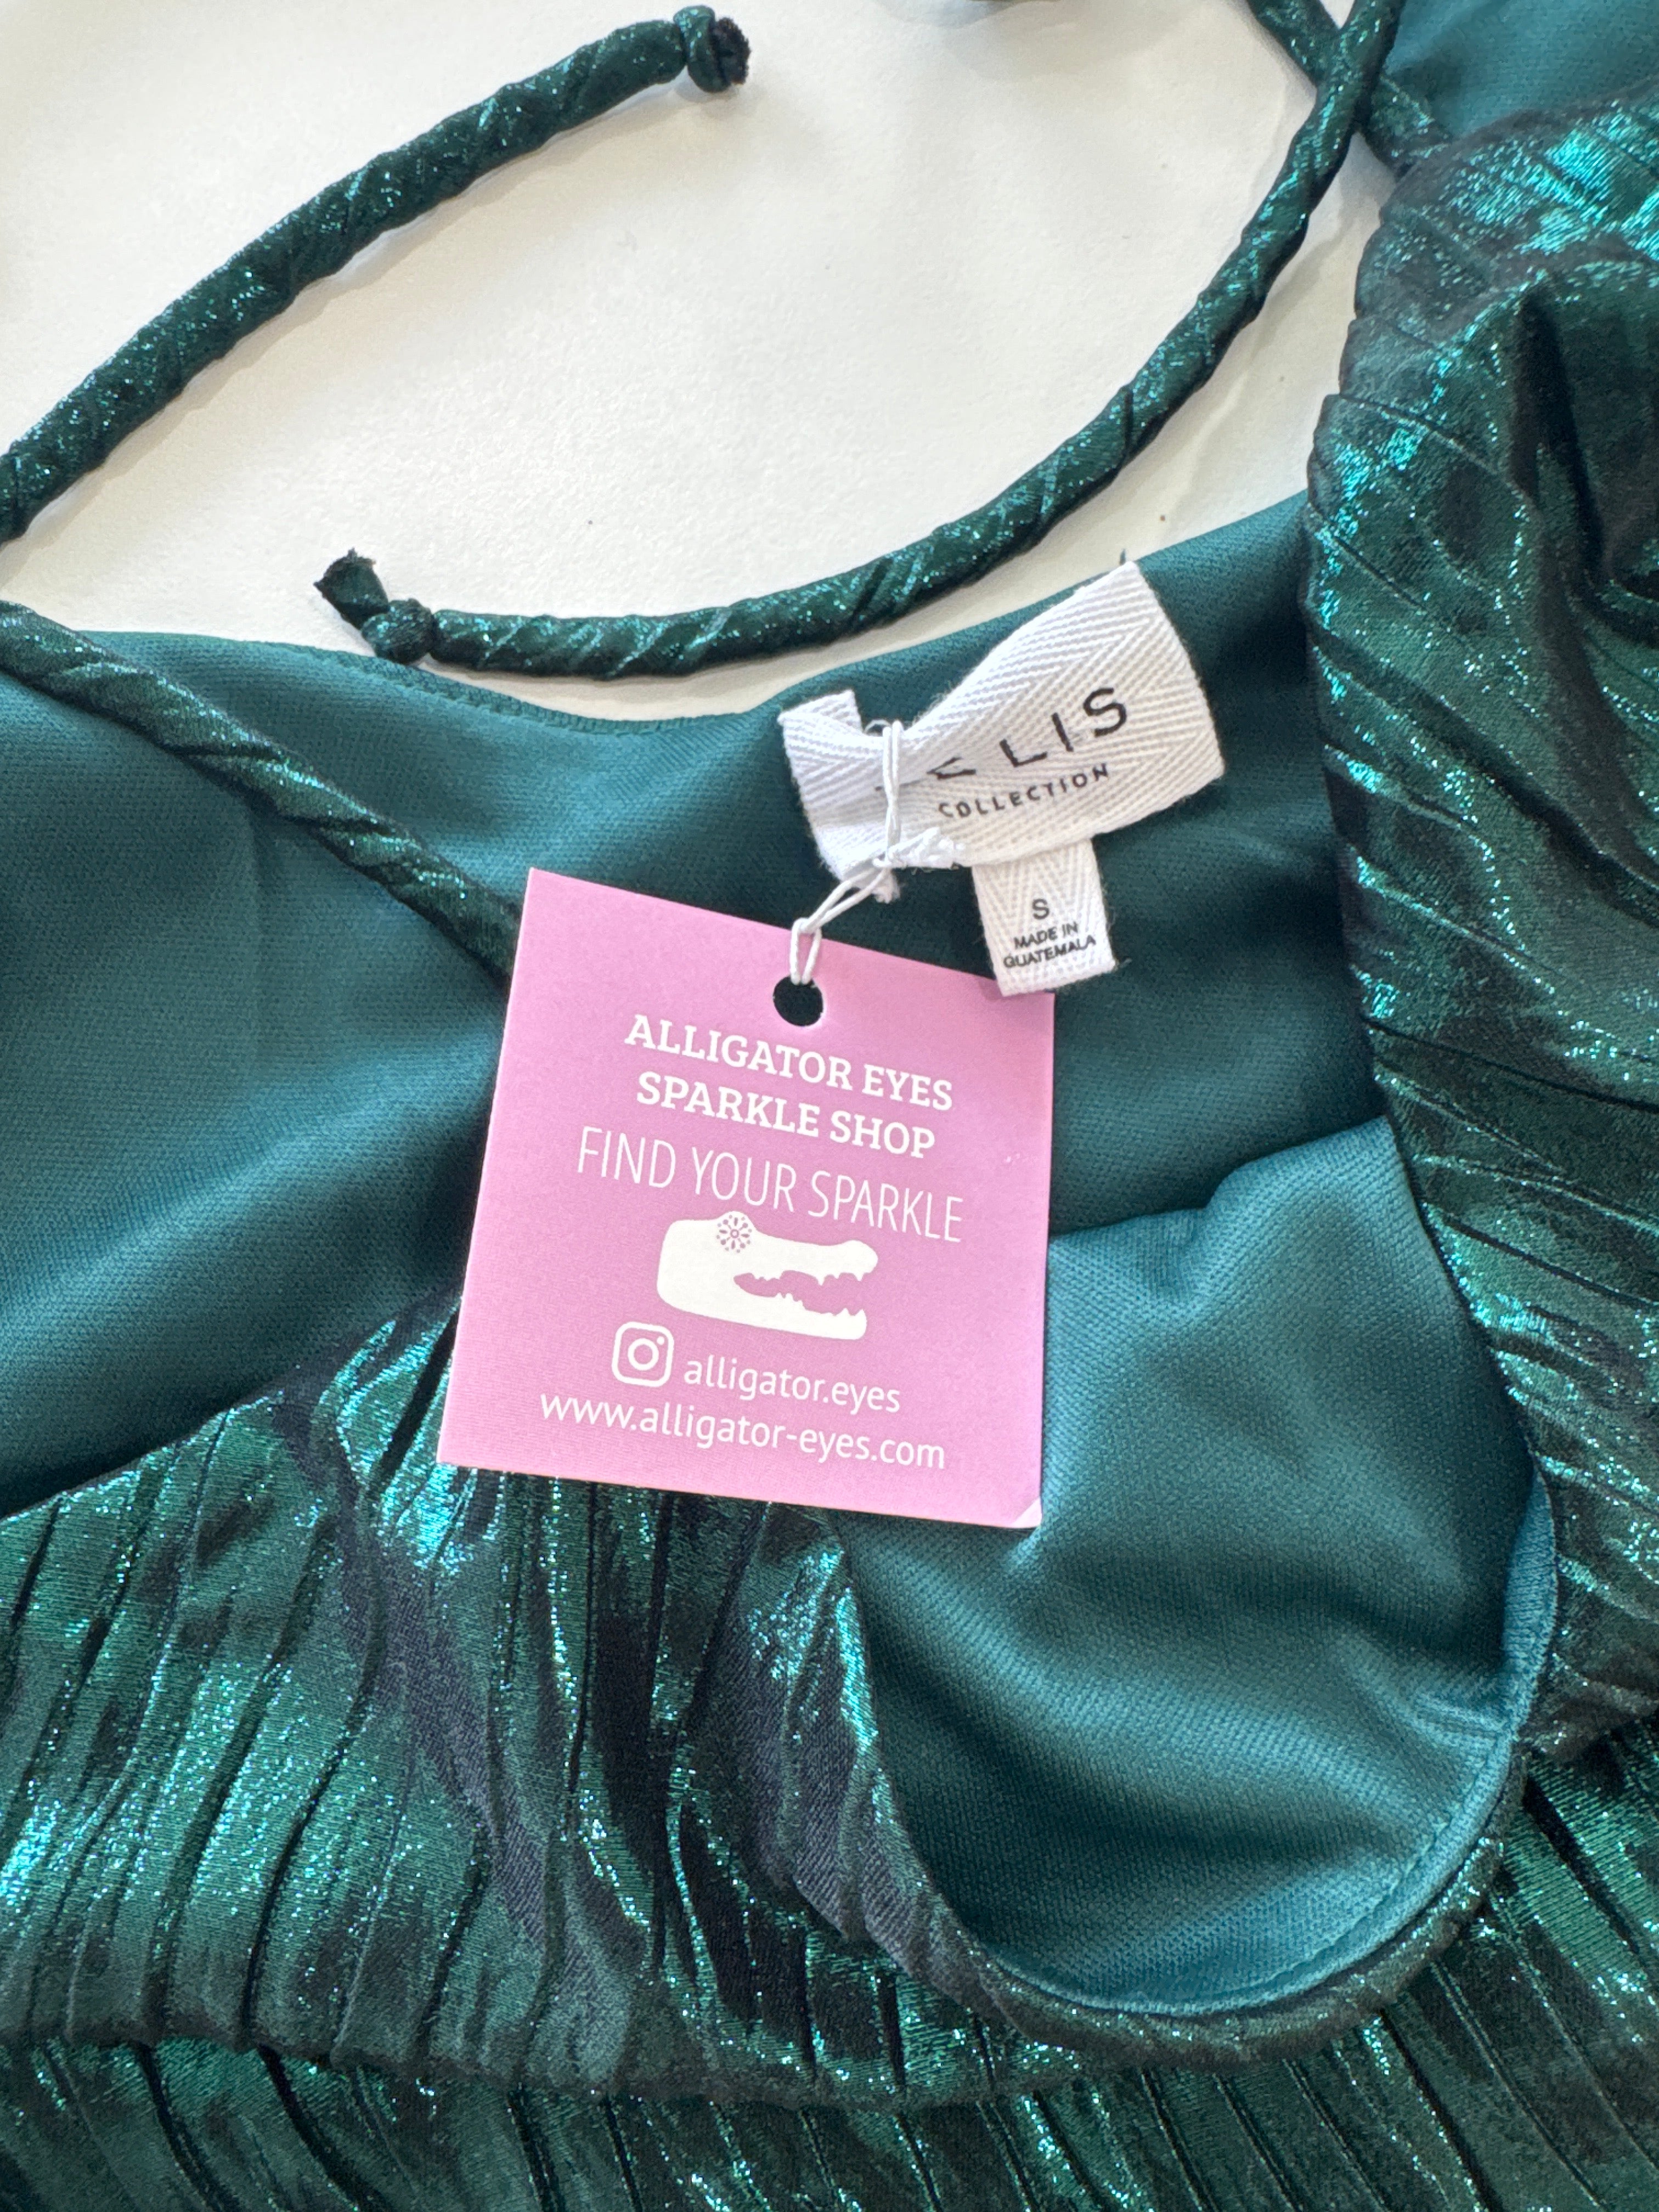 COLLECTION
S
MADE IN
GUATEMALA
ALLIGATOR EYES
SPARKLE SHOP
FIND YOUR SPARKLE
alligator.eyes
www.alligator-eyes.com